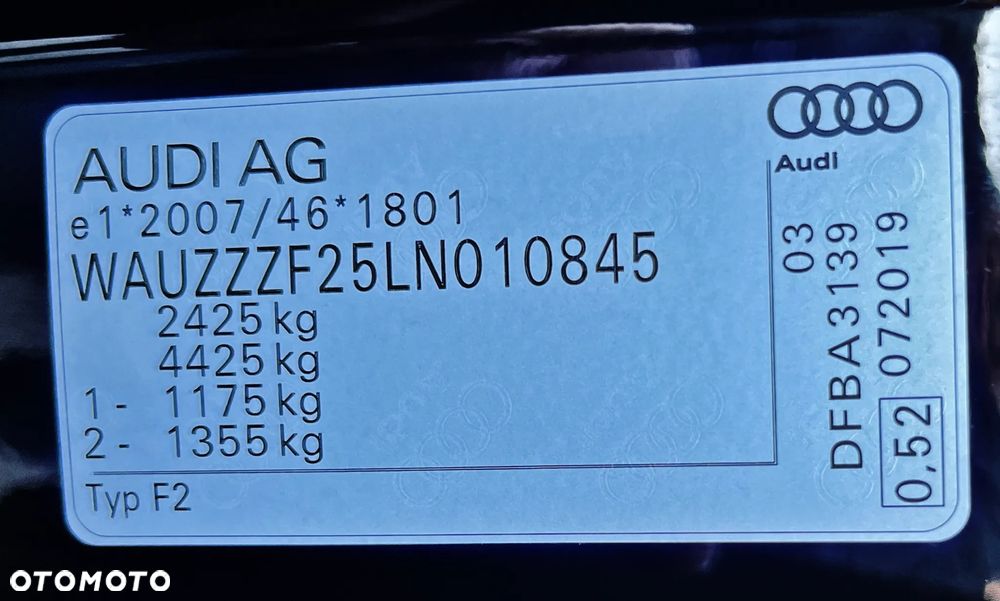 AUDI AG
e1*2007/46*1801
WAUZZZF25LN010845
2425 kg
4425 kg
1 - 1175 kg
2 - 1355 kg
Typ F2
Audi
03
DFBA3139
072019
0,52
OTOMOTO